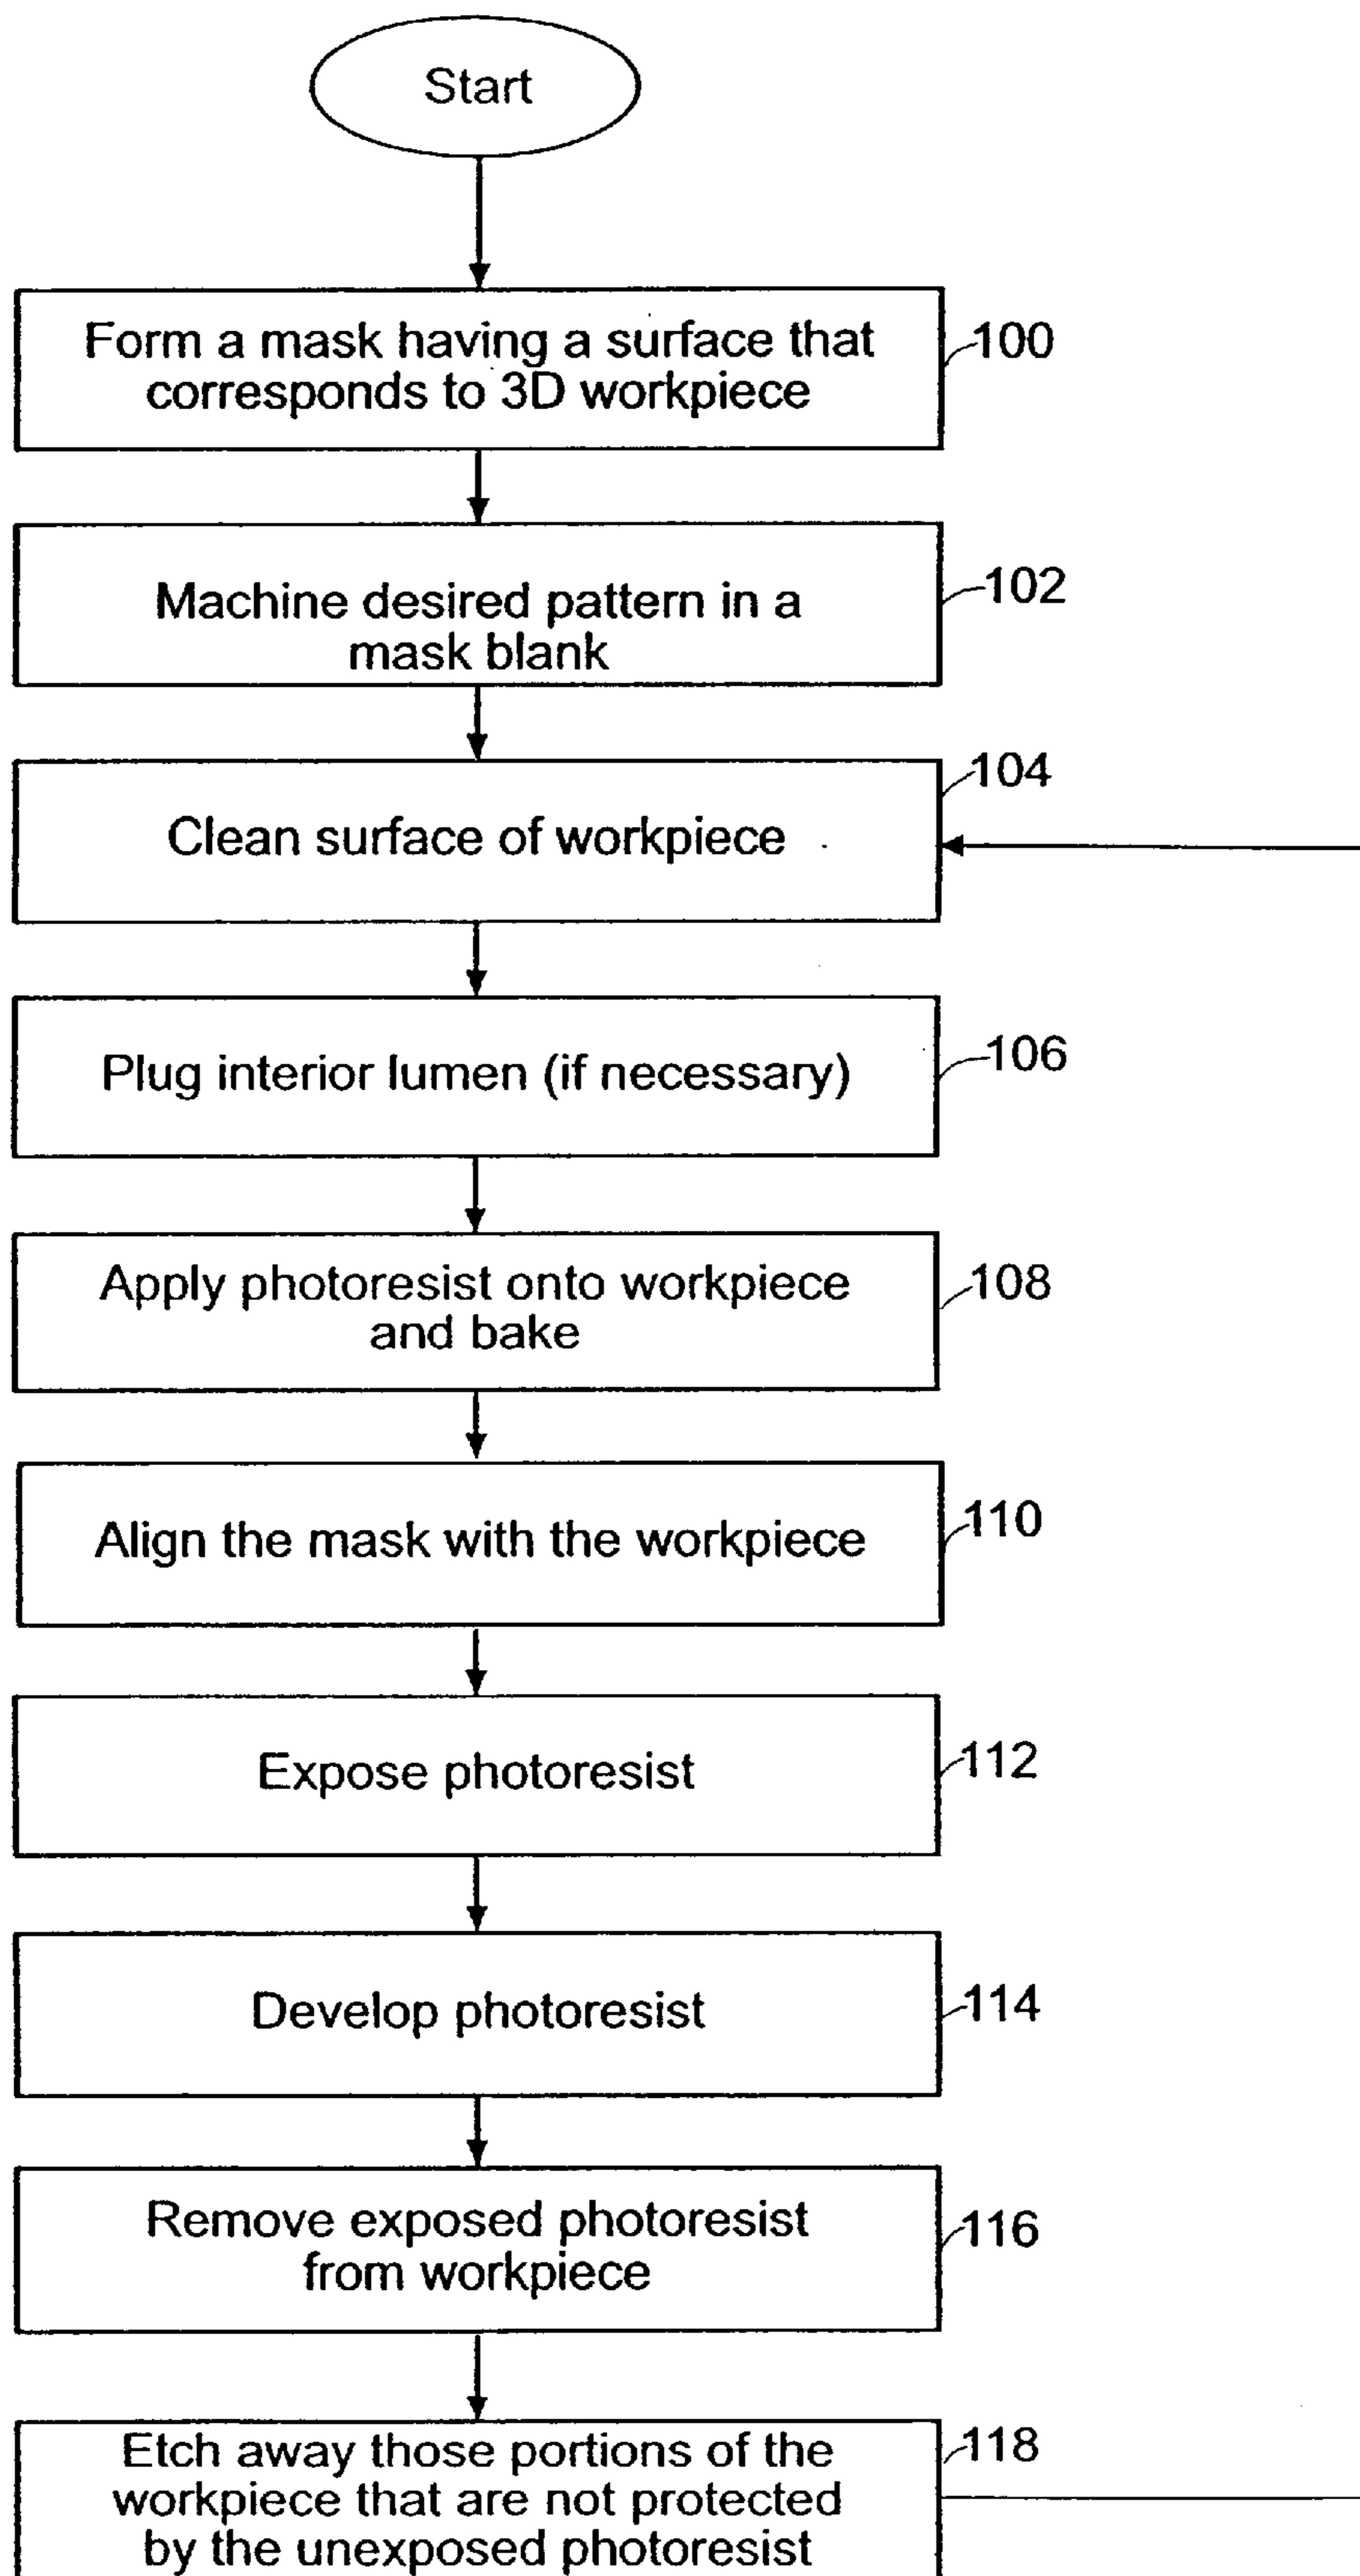 Start
Form a mask having a surface that
corresponds to 3D workpiece
100
Machine desired pattern in a
mask blank
102
Clean surface of workpiece
104
Plug interior lumen (if necessary)
106
Apply photoresist onto workpiece
and bake
108
Align the mask with the workpiece
110
Expose photoresist
112
Develop photoresist
114
Remove exposed photoresist
from workpiece
116
Etch away those portions of the
workpiece that are not protected
by the unexposed photoresist
118